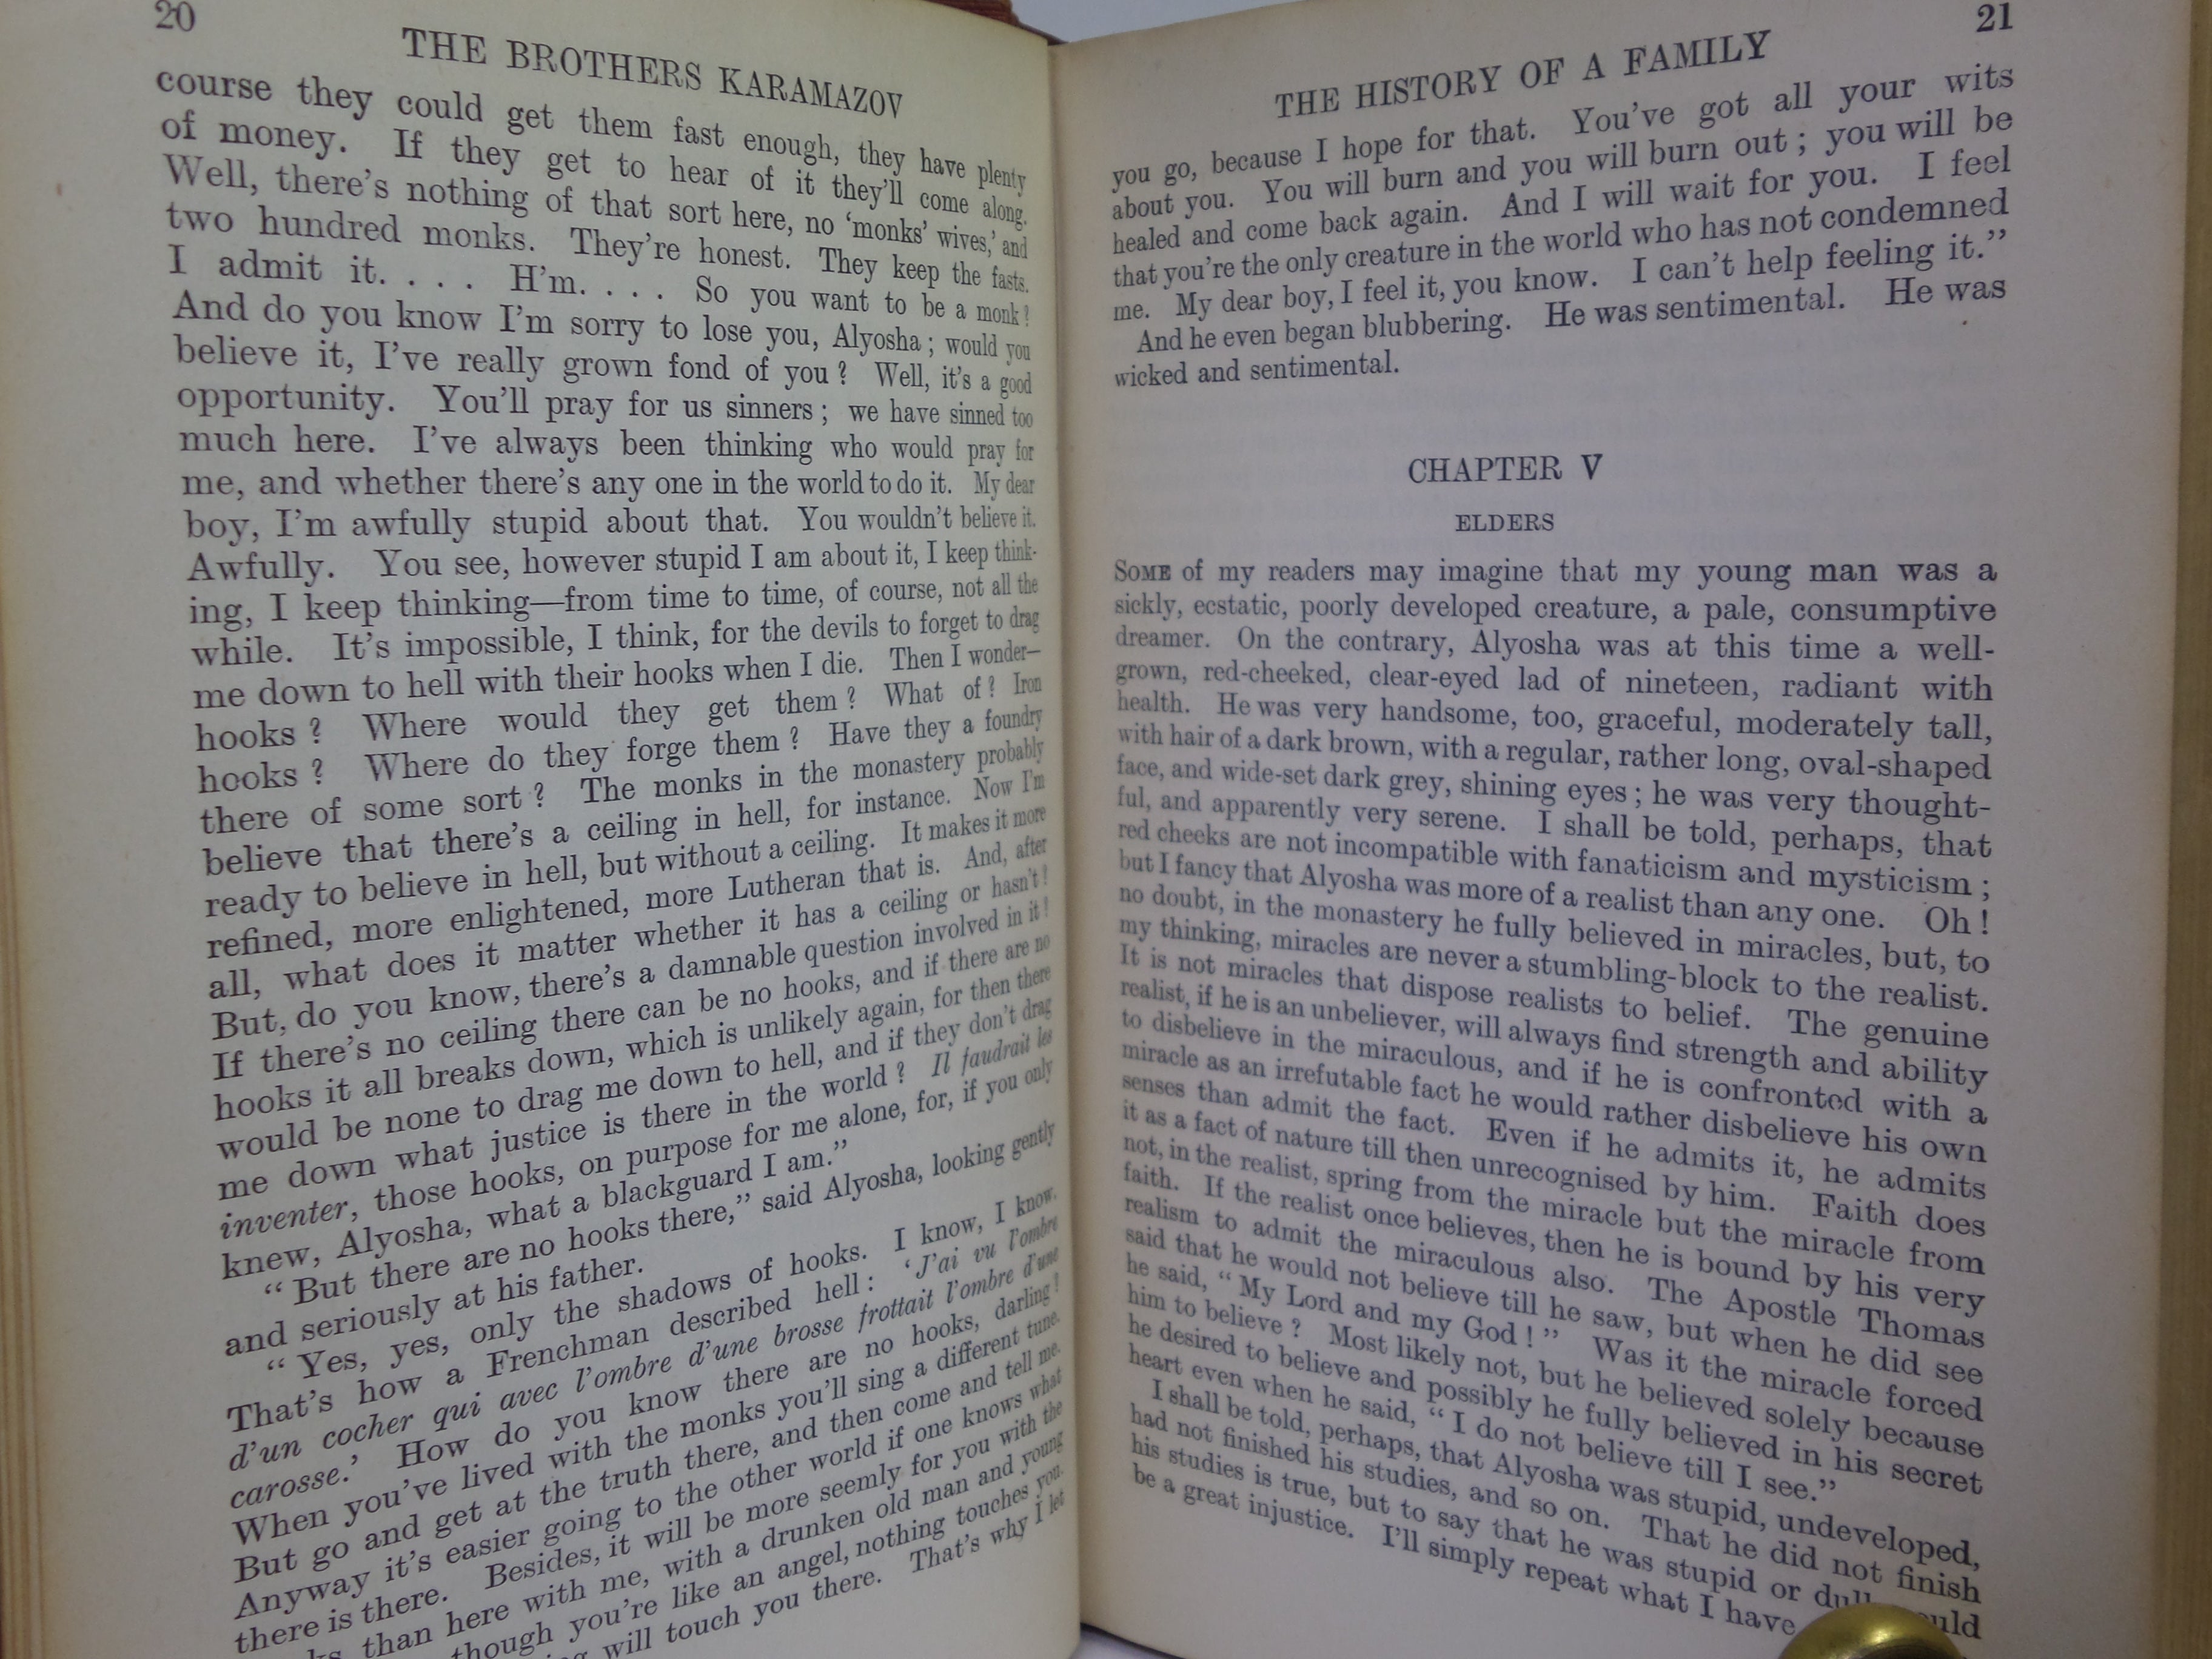 20
THE BROTHERS KARAMAZOV
course they could get them fast enough, they have plenty
of money. If they get to hear of it they'll come along.
Well, there's nothing of that sort here, no ‘monks’ wives,’ and
two hundred monks. They're honest. They keep the fasts.
I admit it. . . . H'm. . . . So you want to be a monk?
And do you know I'm sorry to lose you, Alyosha; would you
believe it, I've really grown fond of you? Well, it's a good
opportunity. You'll pray for us sinners; we have sinned too
much here. I've always been thinking who would pray for
me, and whether there's any one in the world to do it. My dear
boy, I'm awfully stupid about that. You wouldn't believe it.
Awfully. You see, however stupid I am about it, I keep think-
ing, I keep thinking—from time to time, of course, not all the
while. It's impossible, I think, for the devils to forget to drag
me down to hell with their hooks when I die. Then I wonder—
hooks? Where would they get them? What of? Iron
hooks? Where do they forge them? Have they a foundry
there of some sort? The monks in the monastery probably
believe that there's a ceiling in hell, for instance. Now I'm
ready to believe in hell, but without a ceiling. It makes it more
refined, more enlightened, more Lutheran that is. And, after
all, what does it matter whether it has a ceiling or hasn't!
But, do you know, there's a damnable question involved in it!
If there's no ceiling there can be no hooks, and if there are no
hooks it all breaks down, which is unlikely again, for then there
would be none to drag me down to hell, and if they don't drag
me down what justice is there in the world? Il faudrait les
inventer, those hooks, on purpose for me alone, for, if you only
knew, Alyosha, what a blackguard I am.”
“But there are no hooks there,” said Alyosha, looking gently
and seriously at his father.
“Yes, yes, only the shadows of hooks. I know, I know.
That's how a Frenchman described hell: ‘J'ai vu l'ombre
d'un cocher qui avec l'ombre d'une brosse frottait l'ombre d'une
carosse.’ How do you know there are no hooks, darling!
When you've lived with the monks you'll sing a different tune.
But go and get at the truth there, and then come and tell me.
Anyway it's easier going to the other world if one knows what
there is there. Besides, it will be more seemly for you with the
than here with me, with a drunken old man and young
though you're like an angel, nothing touches you.
will touch you there. That's why I let
21
THE HISTORY OF A FAMILY
you go, because I hope for that. You've got all your wits
about you. You will burn and you will burn out; you will be
healed and come back again. And I will wait for you. I feel
that you're the only creature in the world who has not condemned
me. My dear boy, I feel it, you know. I can't help feeling it.”
And he even began blubbering. He was sentimental. He was
wicked and sentimental.
CHAPTER V
ELDERS
SOME of my readers may imagine that my young man was a
sickly, ecstatic, poorly developed creature, a pale, consumptive
dreamer. On the contrary, Alyosha was at this time a well-
grown, red-cheeked, clear-eyed lad of nineteen, radiant with
health. He was very handsome, too, graceful, moderately tall,
with hair of a dark brown, with a regular, rather long, oval-shaped
face, and wide-set dark grey, shining eyes; he was very thought-
ful, and apparently very serene. I shall be told, perhaps, that
red cheeks are not incompatible with fanaticism and mysticism;
but I fancy that Alyosha was more of a realist than any one. Oh!
no doubt, in the monastery he fully believed in miracles, but, to
my thinking, miracles are never a stumbling-block to the realist.
It is not miracles that dispose realists to belief. The genuine
realist, if he is an unbeliever, will always find strength and ability
to disbelieve in the miraculous, and if he is confronted with a
miracle as an irrefutable fact he would rather disbelieve his own
senses than admit the fact. Even if he admits it, he admits
it as a fact of nature till then unrecognised by him. Faith does
not, in the realist, spring from the miracle but the miracle from
faith. If the realist once believes, then he is bound by his very
realism to admit the miraculous also. The Apostle Thomas
said that he would not believe till he saw, but when he did see
he said, “My Lord and my God!” Was it the miracle forced
him to believe? Most likely not, but he believed solely because
he desired to believe and possibly he fully believed in his secret
heart even when he said, “I do not believe till I see.”
I shall be told, perhaps, that Alyosha was stupid, undeveloped,
had not finished his studies, and so on. That he did not finish
his studies is true, but to say that he was stupid or dull
be a great injustice. I'll simply repeat what I have